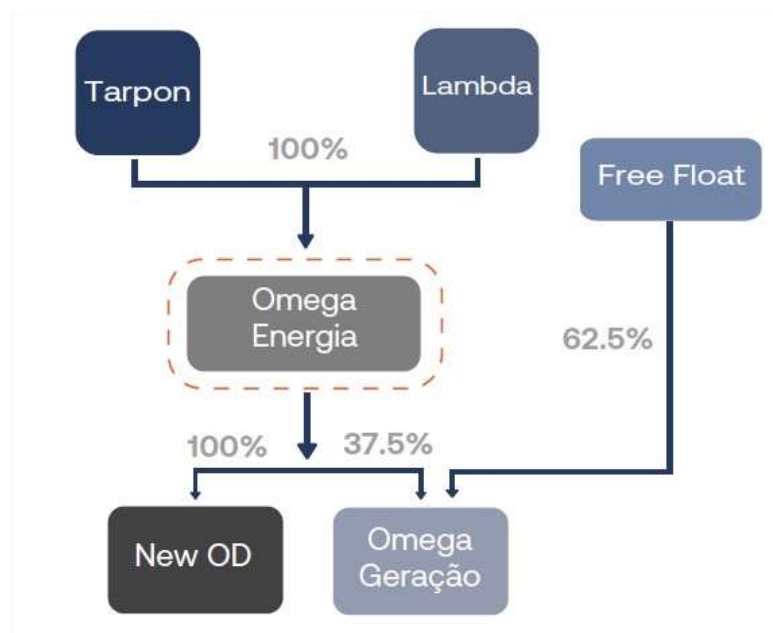 Tarpon
Lambda
100%
Free Float
Omega
Energia
62.5%
100%
37.5%
New OD
Omega
Geração